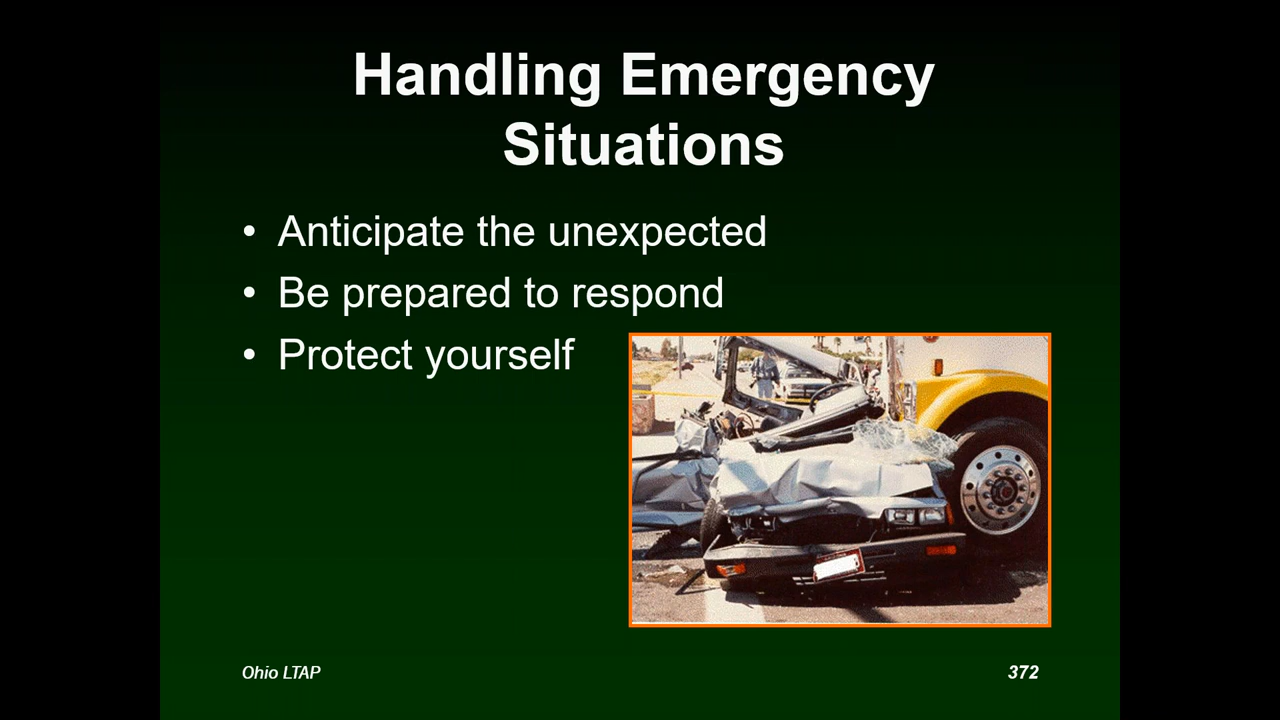 Handling Emergency
Situations
• Anticipate the unexpected
• Be prepared to respond
• Protect yourself
Ohio LTAP
372